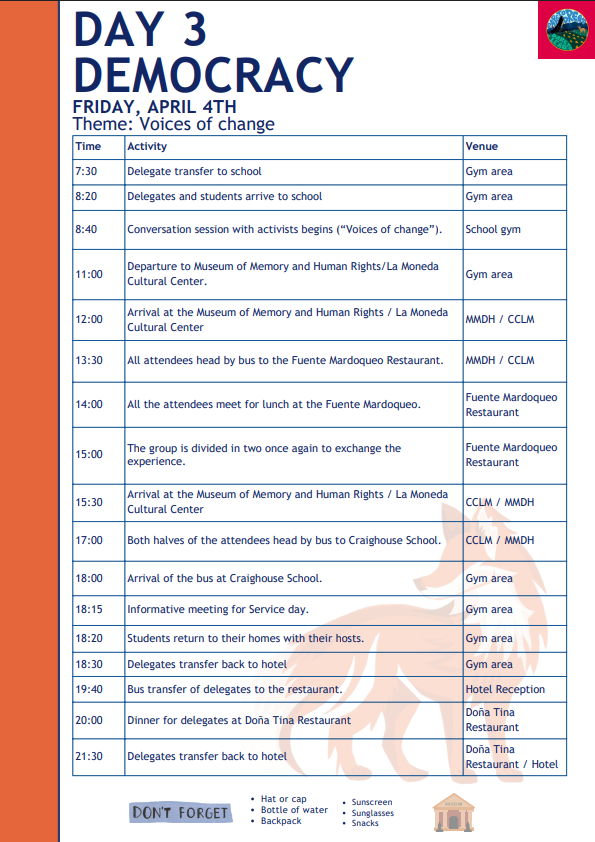 DAY 3
DEMOCRACY
FRIDAY, APRIL 4TH
Theme: Voices of change
Time Activity Venue
7:30 Delegate transfer to school Gym area
8:20 Delegates and students arrive to school Gym area
8:40 Conversation session with activists begins (“Voices of change”). School gym
11:00 Departure to Museum of Memory and Human Rights/La Moneda
Cultural Center. Gym area
12:00 Arrival at the Museum of Memory and Human Rights / La Moneda
Cultural Center MMDH / CCLM
13:30 All attendees head by bus to the Fuente Mardoqueo Restaurant. MMDH / CCLM
14:00 All the attendees meet for lunch at the Fuente Mardoqueo. Fuente Mardoqueo
Restaurant
15:00 The group is divided in two once again to exchange the
experience. Fuente Mardoqueo
Restaurant
15:30 Arrival at the Museum of Memory and Human Rights / La Moneda
Cultural Center CCLM / MMDH
17:00 Both halves of the attendees head by bus to Craighouse School. CCLM / MMDH
18:00 Arrival of the bus at Craighouse School. Gym area
18:15 Informative meeting for Service day. Gym area
18:20 Students return to their homes with their hosts. Gym area
18:30 Delegates transfer back to hotel Gym area
19:40 Bus transfer of delegates to the restaurant. Hotel Reception
20:00 Dinner for delegates at Doña Tina Restaurant Doña Tina
Restaurant
21:30 Delegates transfer back to hotel Doña Tina
Restaurant / Hotel
DON'T FORGET
• Hat or cap
• Bottle of water
• Backpack
• Sunscreen
• Sunglasses
• Snacks
MUSEUM